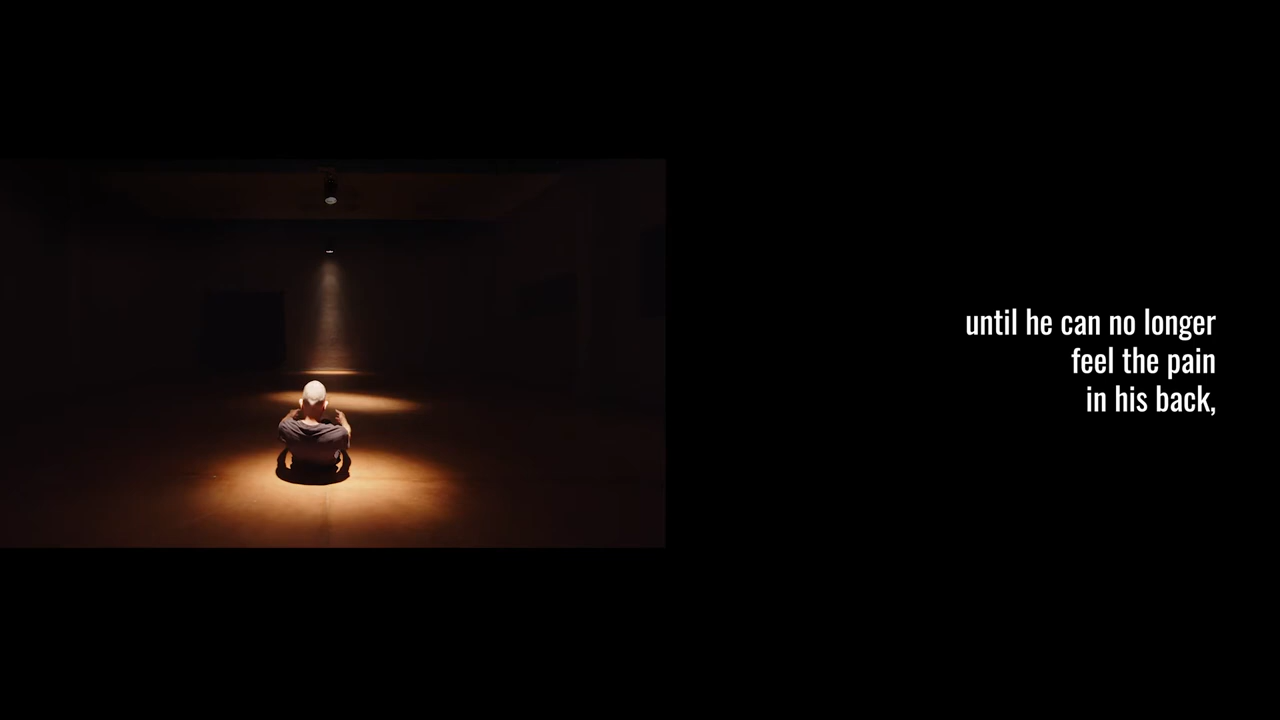 until he can no longer
feel the pain
in his back,